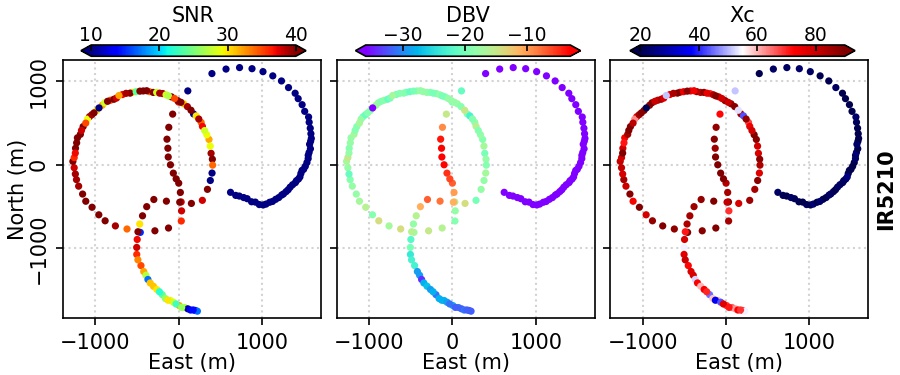 SNR DBV Xc
10 20 30 40 −30 −20 −10 20 40 60 80
1000
0
−1000
North (m)
IR5210
−1000 0 1000 −1000 0 1000 −1000 0 1000
East (m) East (m) East (m)